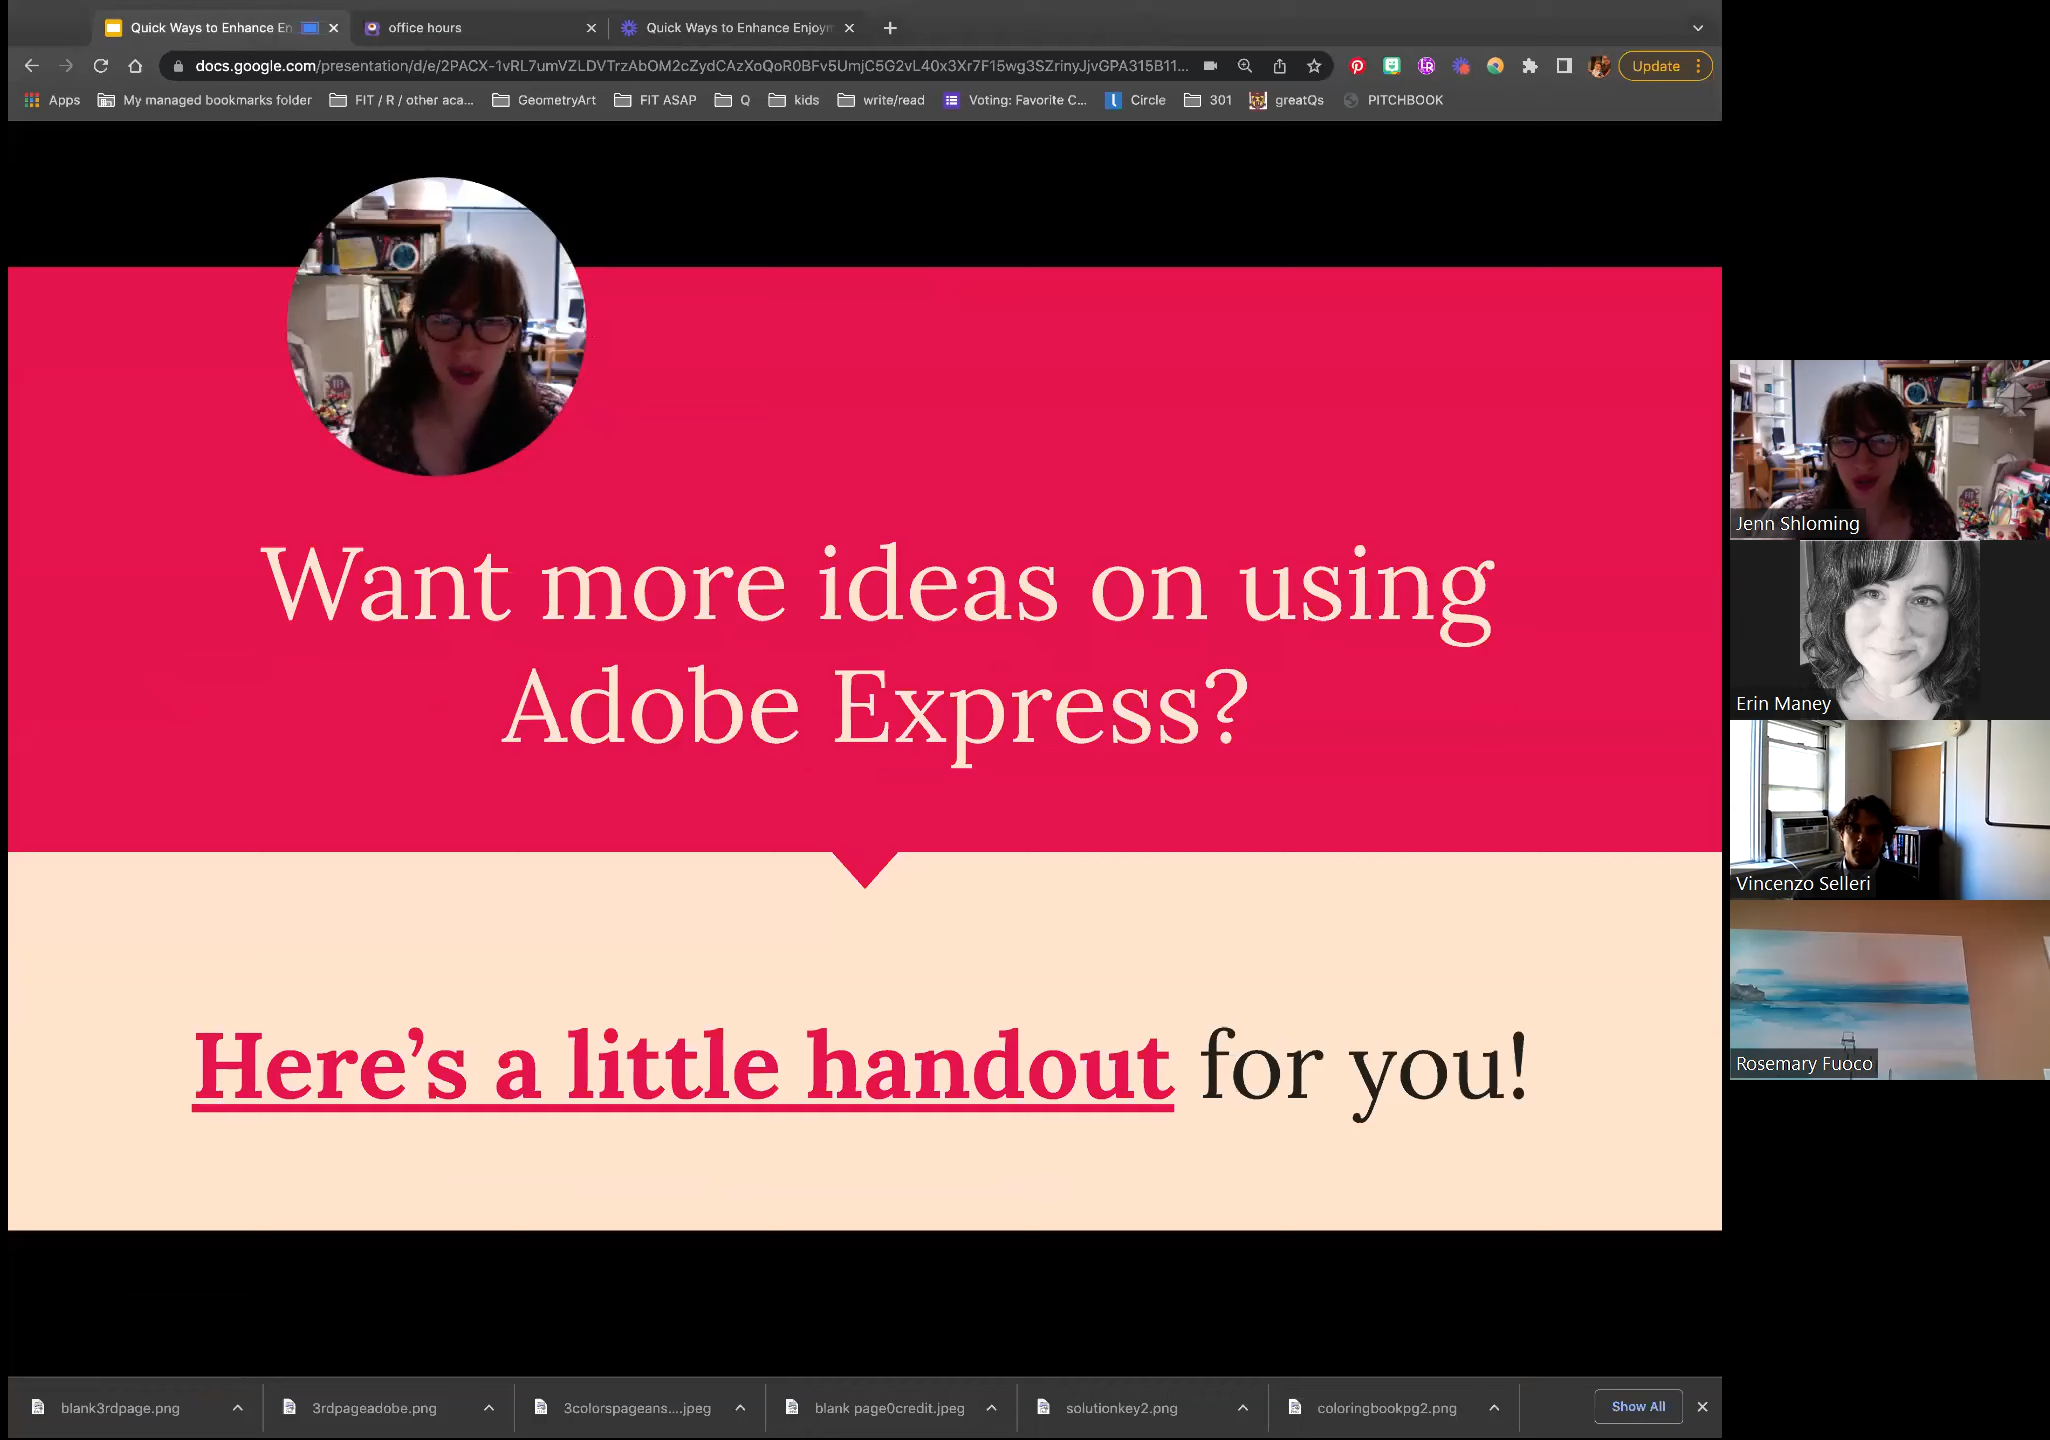 Quick Ways to Enhance En
office hours
Quick Ways to Enhance Enjoym
docs.google.com/presentation/d/e/2PACX-1vRL7umVZLDVTrzAbOM2cZydCAzXoQoR0BFv5UmjC5G2vL40x3Xr7F15wg3SZrinyJjvGPA315B11...
Update
Apps My managed bookmarks folder FIT / R / other aca... GeometryArt FIT ASAP Q kids write/read Voting: Favorite C... Circle 301 greatQs PITCHBOOK
Want more ideas on using
Adobe Express?
Here's a little handout for you!
Jenn Shloming
Erin Maney
Vincenzo Selleri
Rosemary Fuoco
blank3rdpage.png 3rdpageadobe.png 3colorspageans....jpeg blank page0credit.jpeg solutionkey2.png coloringbookpg2.png Show All